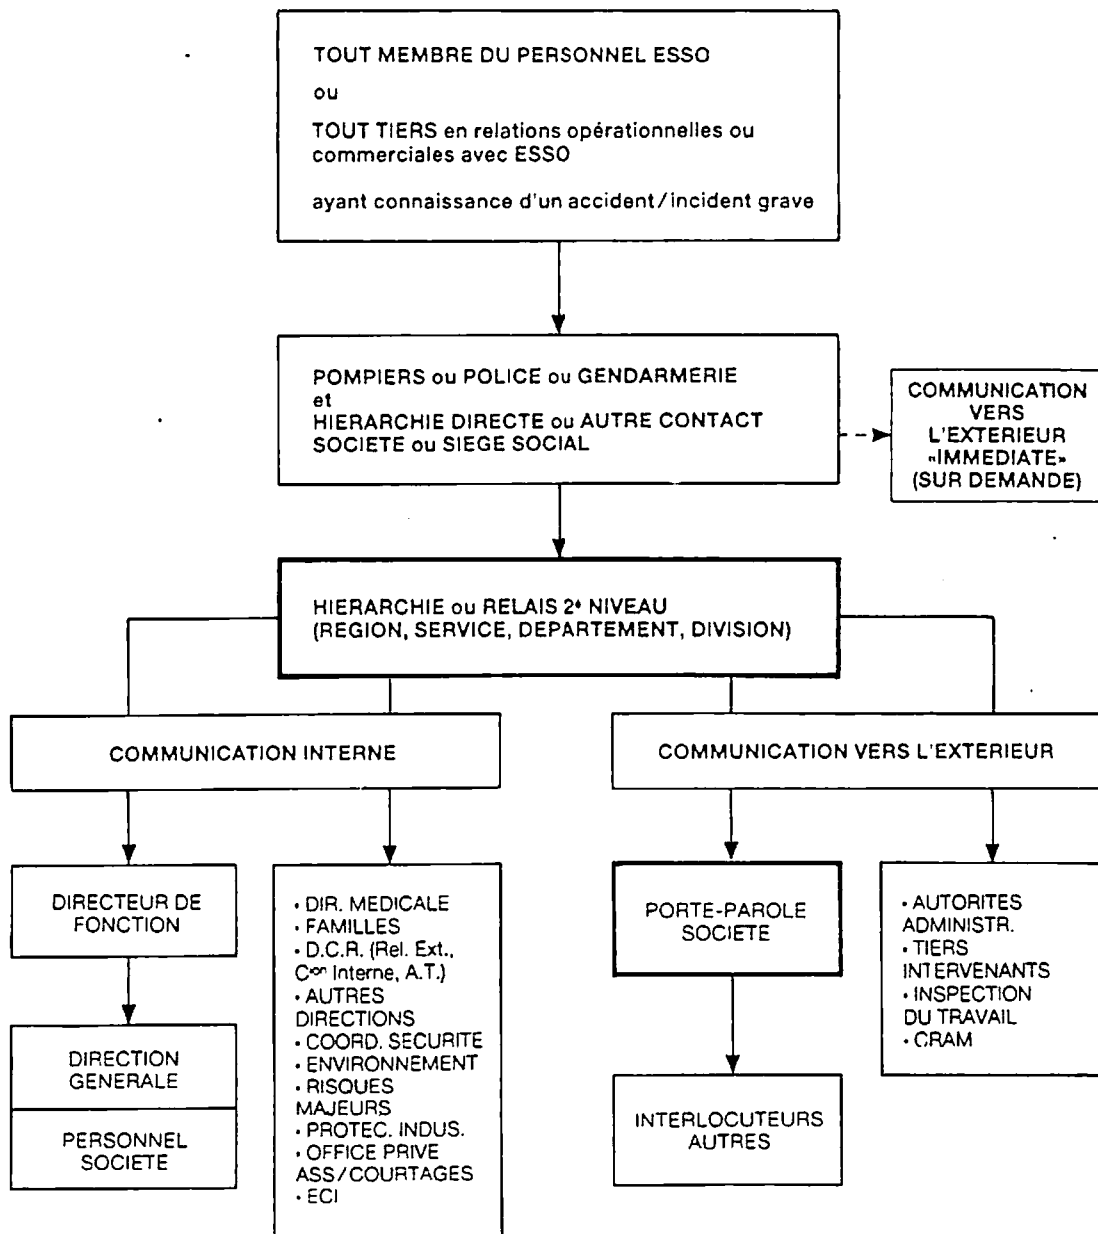 TOUT MEMBRE DU PERSONNEL ESSO
ou
TOUT TIERS en relations opérationnelles ou
commerciales avec ESSO
ayant connaissance d'un accident/incident grave
POMPIERS ou POLICE ou GENDARMERIE
et
HIERARCHIE DIRECTE ou AUTRE CONTACT
SOCIETE ou SIEGE SOCIAL
COMMUNICATION
VERS
L'EXTERIEUR
«IMMEDIATE»
(SUR DEMANDE)
HIERARCHIE ou RELAIS 2e NIVEAU
(REGION, SERVICE, DEPARTEMENT, DIVISION)
COMMUNICATION INTERNE
COMMUNICATION VERS L'EXTERIEUR
DIRECTEUR DE
FONCTION
DIRECTION
GENERALE
PERSONNEL
SOCIETE
• DIR. MEDICALE
• FAMILLES
• D.C.R. (Rel. Ext.,
Con Interne, A.T.)
• AUTRES
DIRECTIONS
• COORD. SECURITE
• ENVIRONNEMENT
• RISQUES
MAJEURS
• PROTEC. INDUS.
• OFFICE PRIVE
ASS/COURTAGES
• ECI
PORTE-PAROLE
SOCIETE
INTERLOCUTEURS
AUTRES
• AUTORITES
ADMINISTR.
• TIERS
INTERVENANTS
• INSPECTION
DU TRAVAIL
• CRAM